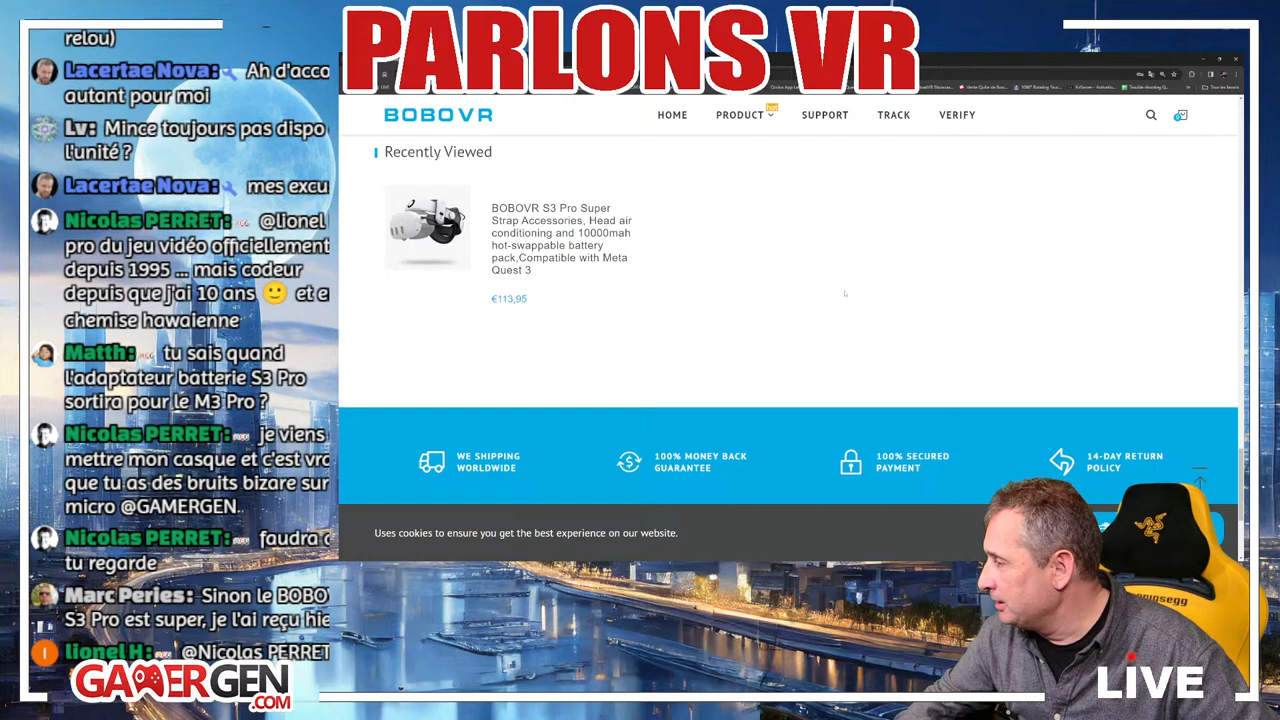 PARLONS VR
relou)
Lacertae Nova: Ah d'acco
autant pour moi
Lv: Mince toujours pas dispo
l'unité ?
Lacertae Nova: mes excu
Nicolas PERRET: @lionel
pro du jeu vidéo officiellement
depuis 1995 ... mais codeur
depuis que j'ai 10 ans 🙂 et e
chemise hawaienne
Matth: tu sais quand
l'adaptateur batterie S3 Pro
sortira pour le M3 Pro ?
Nicolas PERRET: je viens
mettre mon casque et c'est vra
que tu as des bruits bizare sur
micro @GAMERGEN.
Nicolas PERRET: faudra
tu regarde
Marc Peries: Sinon le BOBO
S3 Pro est super, je l'ai reçu hie
lionel H: @Nicolas PERRET
GAMERGEN
.COM
BOBOVR
HOME
PRODUCT
SUPPORT
TRACK
VERIFY
Recently Viewed
BOBOVR S3 Pro Super
Strap Accessories, Head air
conditioning and 10000mah
hot-swappable battery
pack,Compatible with Meta
Quest 3
€113,95
WE SHIPPING
WORLDWIDE
100% MONEY BACK
GUARANTEE
100% SECURED
PAYMENT
14-DAY RETURN
POLICY
Uses cookies to ensure you get the best experience on our website.
LIVE